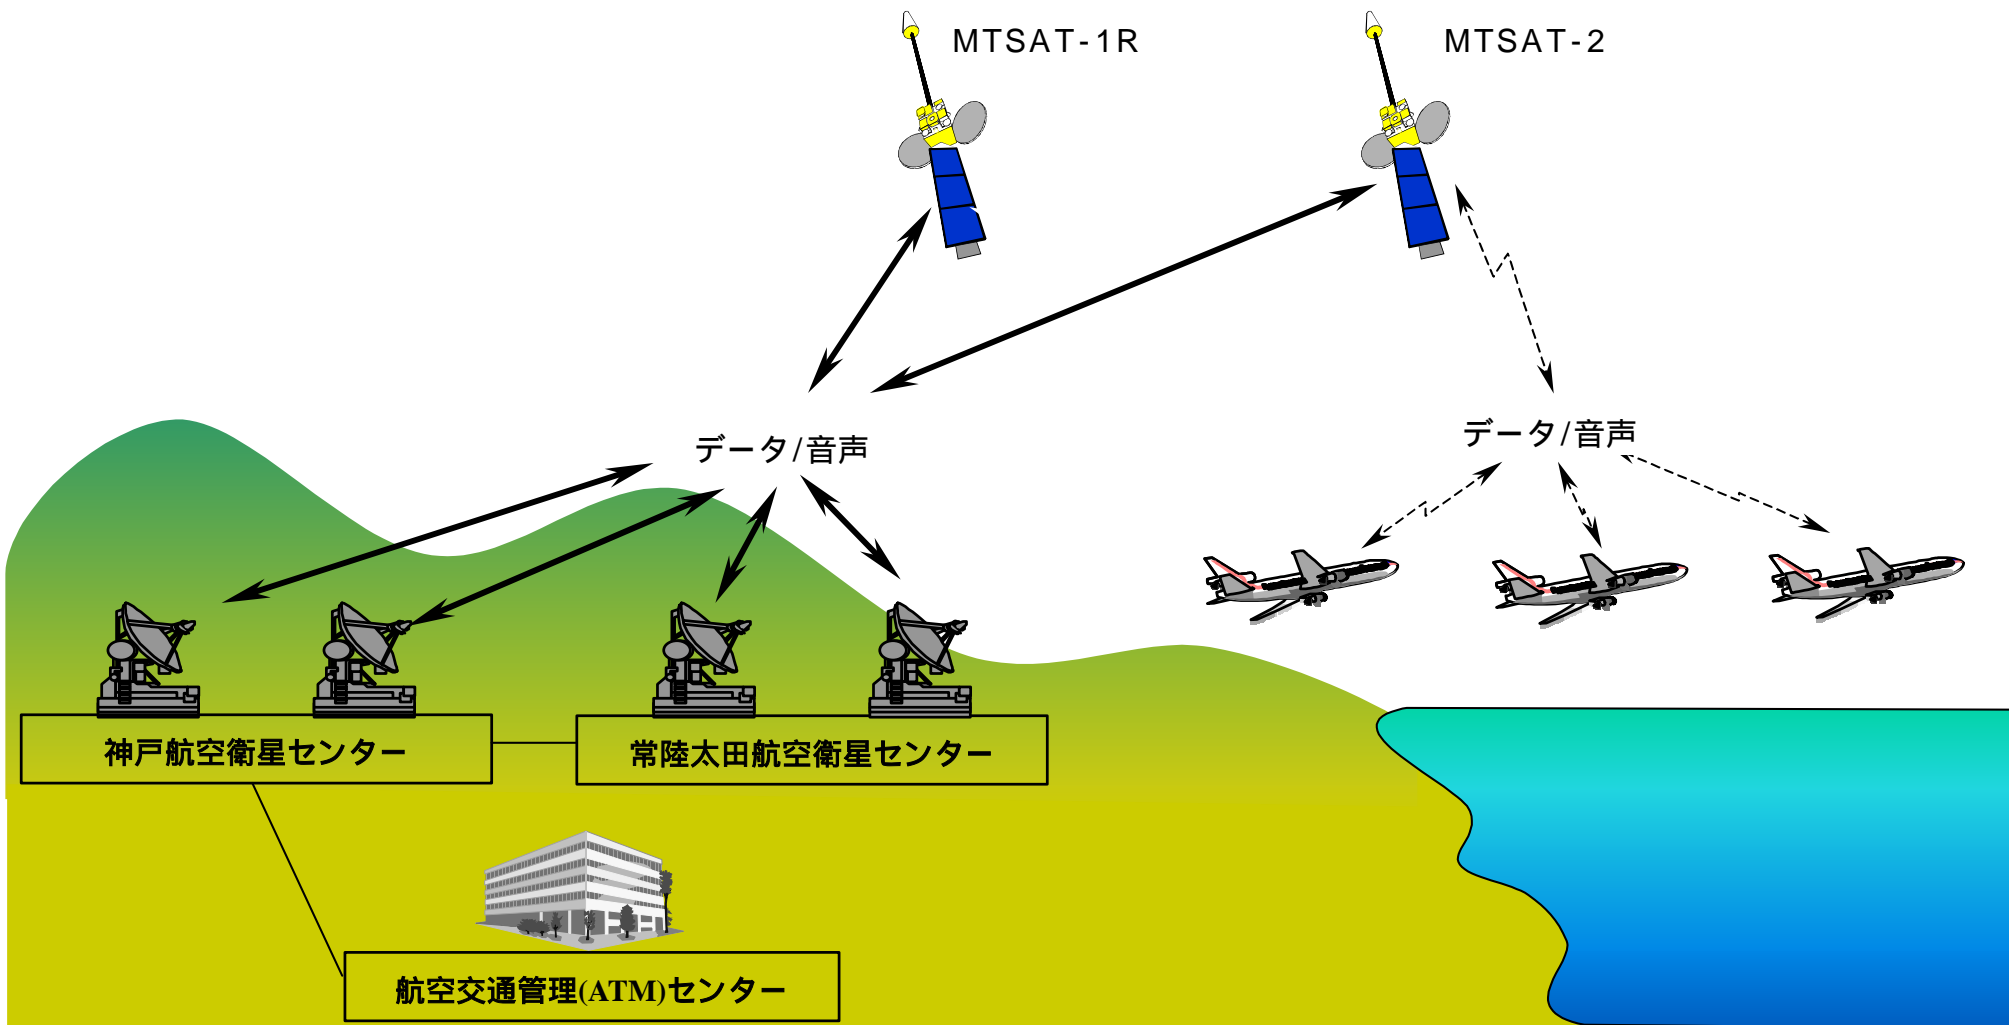 MTSAT-1R
MTSAT-2
データ/音声
データ/音声
神戸航空衛星センター
常陸太田航空衛星センター
航空交通管理(ATM)センター